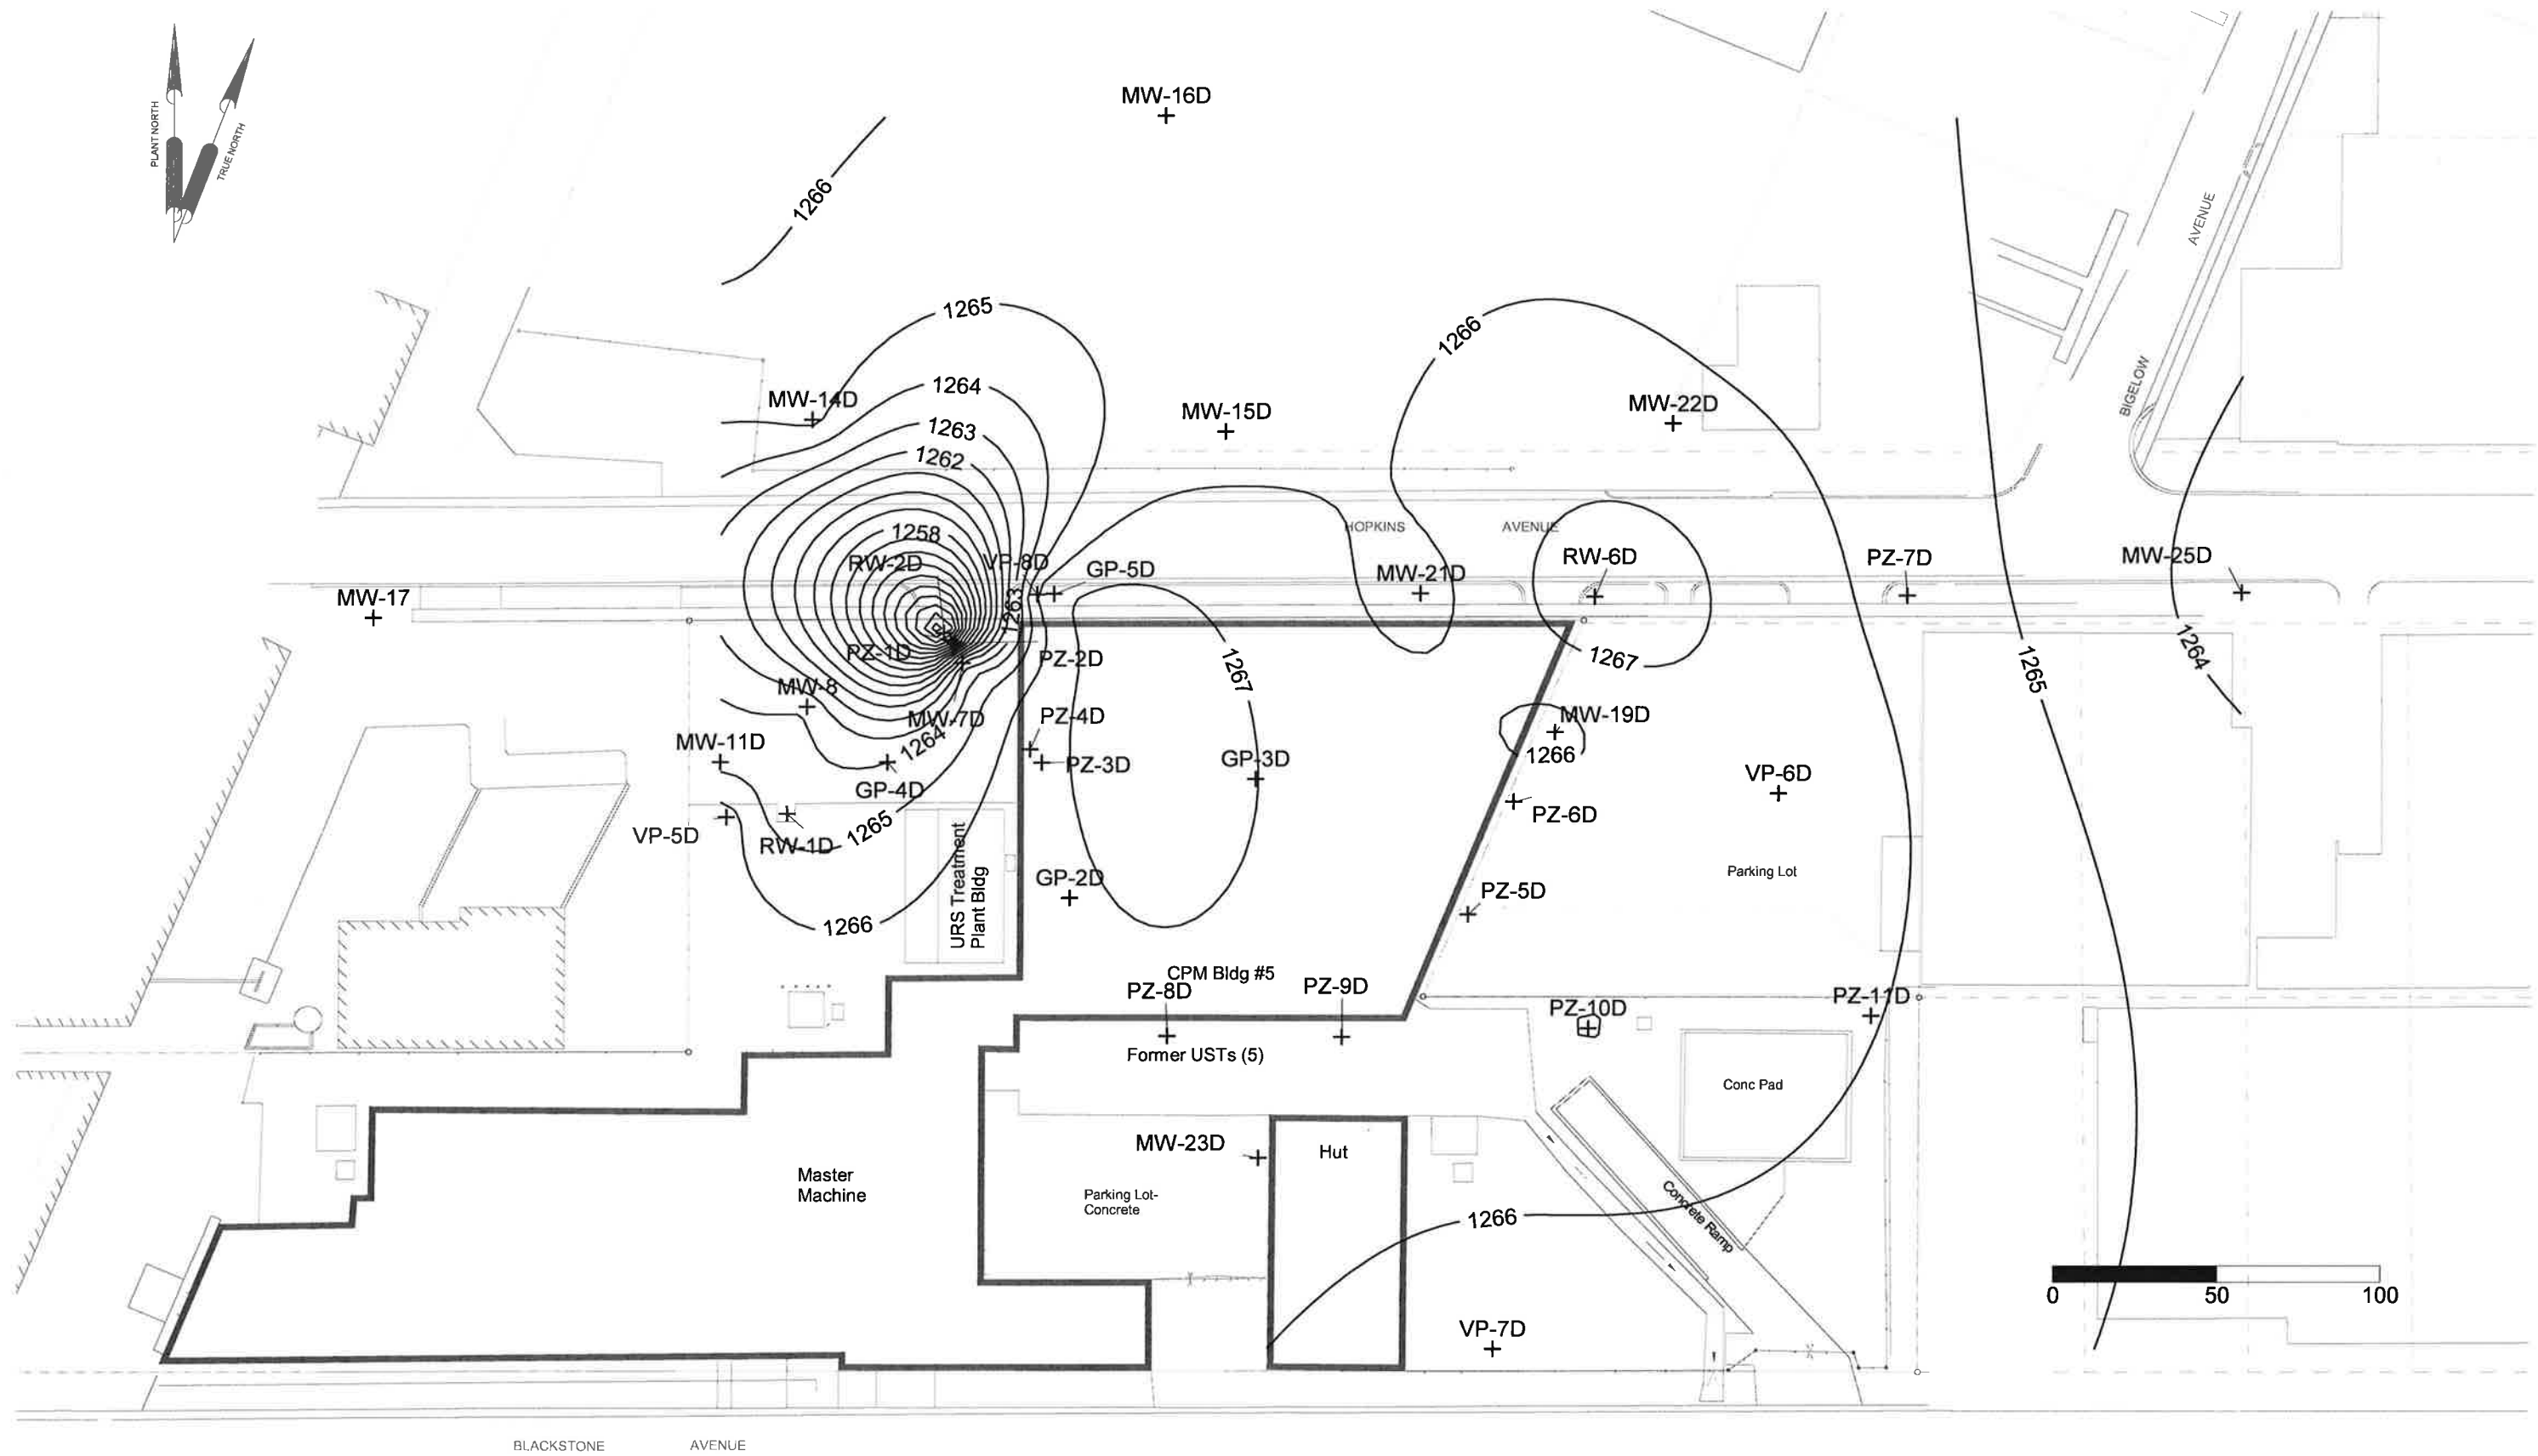 PLANT NORTH
TRUE NORTH
MW-16D
1266
AVENUE
1265
1266
1264
MW-14D
MW-15D
MW-22D
BIGELOW
1263
1262
HOPKINS AVENUE
1258
RW-2D
VP-8D
GP-5D
MW-21D
RW-6D
PZ-7D
MW-25D
MW-17
1263
PZ-1D
PZ-2D
1267
1267
1265
1264
MW-8
MW-7D
PZ-4D
MW-19D
MW-11D
1264
PZ-3D
GP-3D
1266
VP-6D
GP-4D
PZ-6D
VP-5D
RW-1D
1265
URS Treatment
Plant Bldg
Parking Lot
GP-2D
PZ-5D
1266
CPM Bldg #5
PZ-8D
PZ-9D
PZ-10D
PZ-11D
Former USTs (5)
Conc Pad
MW-23D
Hut
Master
Machine
Parking Lot-
Concrete
Concrete Ramp
1266
VP-7D
0 50 100
BLACKSTONE AVENUE